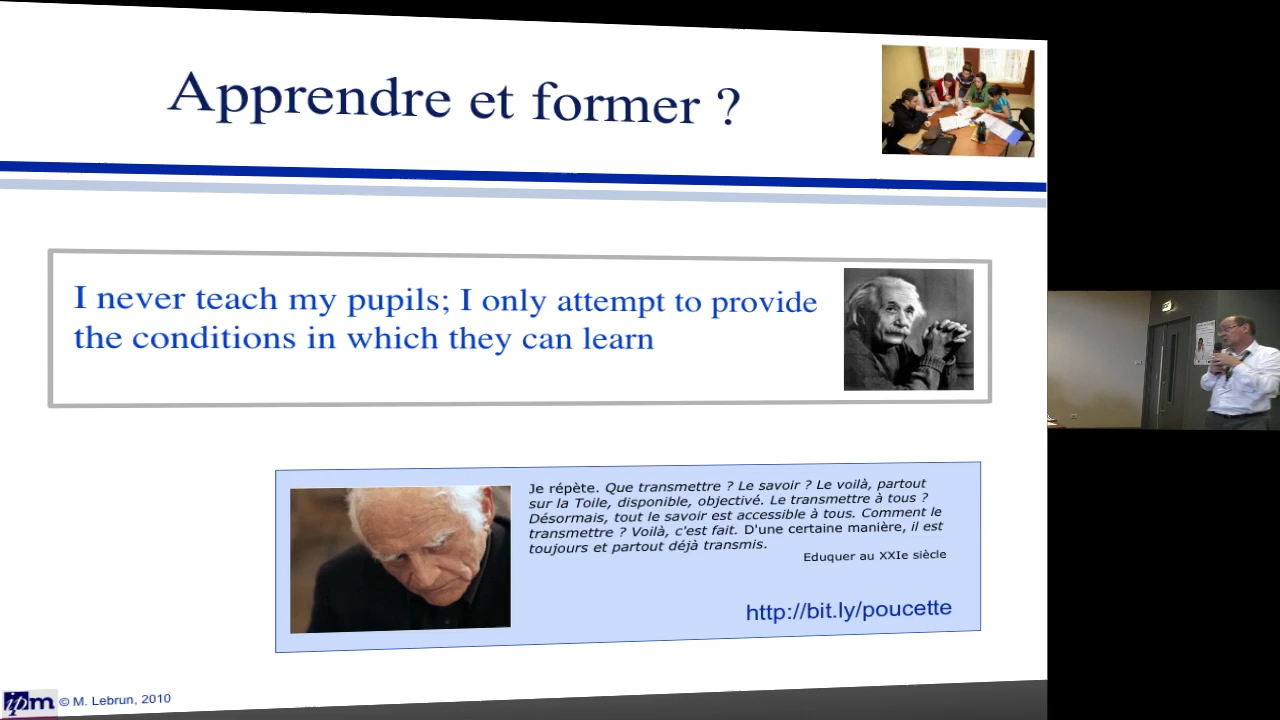 Apprendre et former ?
I never teach my pupils; I only attempt to provide
the conditions in which they can learn
Je répète. Que transmettre ? Le savoir ? Le voilà, partout
sur la Toile, disponible, objectivé. Le transmettre à tous ?
Désormais, tout le savoir est accessible à tous. Comment le
transmettre ? Voilà, c'est fait. D'une certaine manière, il est
toujours et partout déjà transmis.
Eduquer au XXIe siècle
http://bit.ly/poucette
ipm © M. Lebrun, 2010